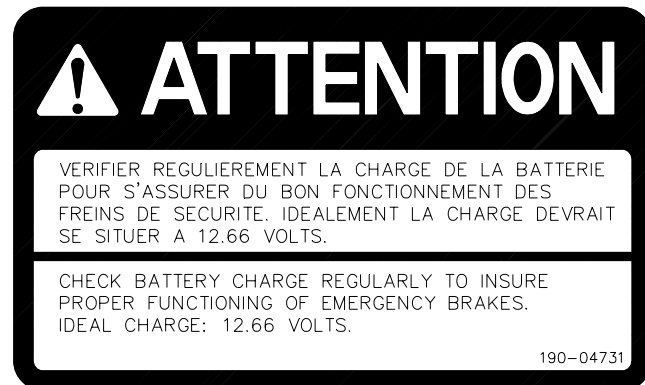 ATTENTION
VERIFIER REGULIEREMENT LA CHARGE DE LA BATTERIE
POUR S'ASSURER DU BON FONCTIONNEMENT DES
FREINS DE SECURITE. IDEALEMENT LA CHARGE DEVRAIT
SE SITUER A 12.66 VOLTS.
CHECK BATTERY CHARGE REGULARLY TO INSURE
PROPER FUNCTIONING OF EMERGENCY BRAKES.
IDEAL CHARGE: 12.66 VOLTS.
190-04731